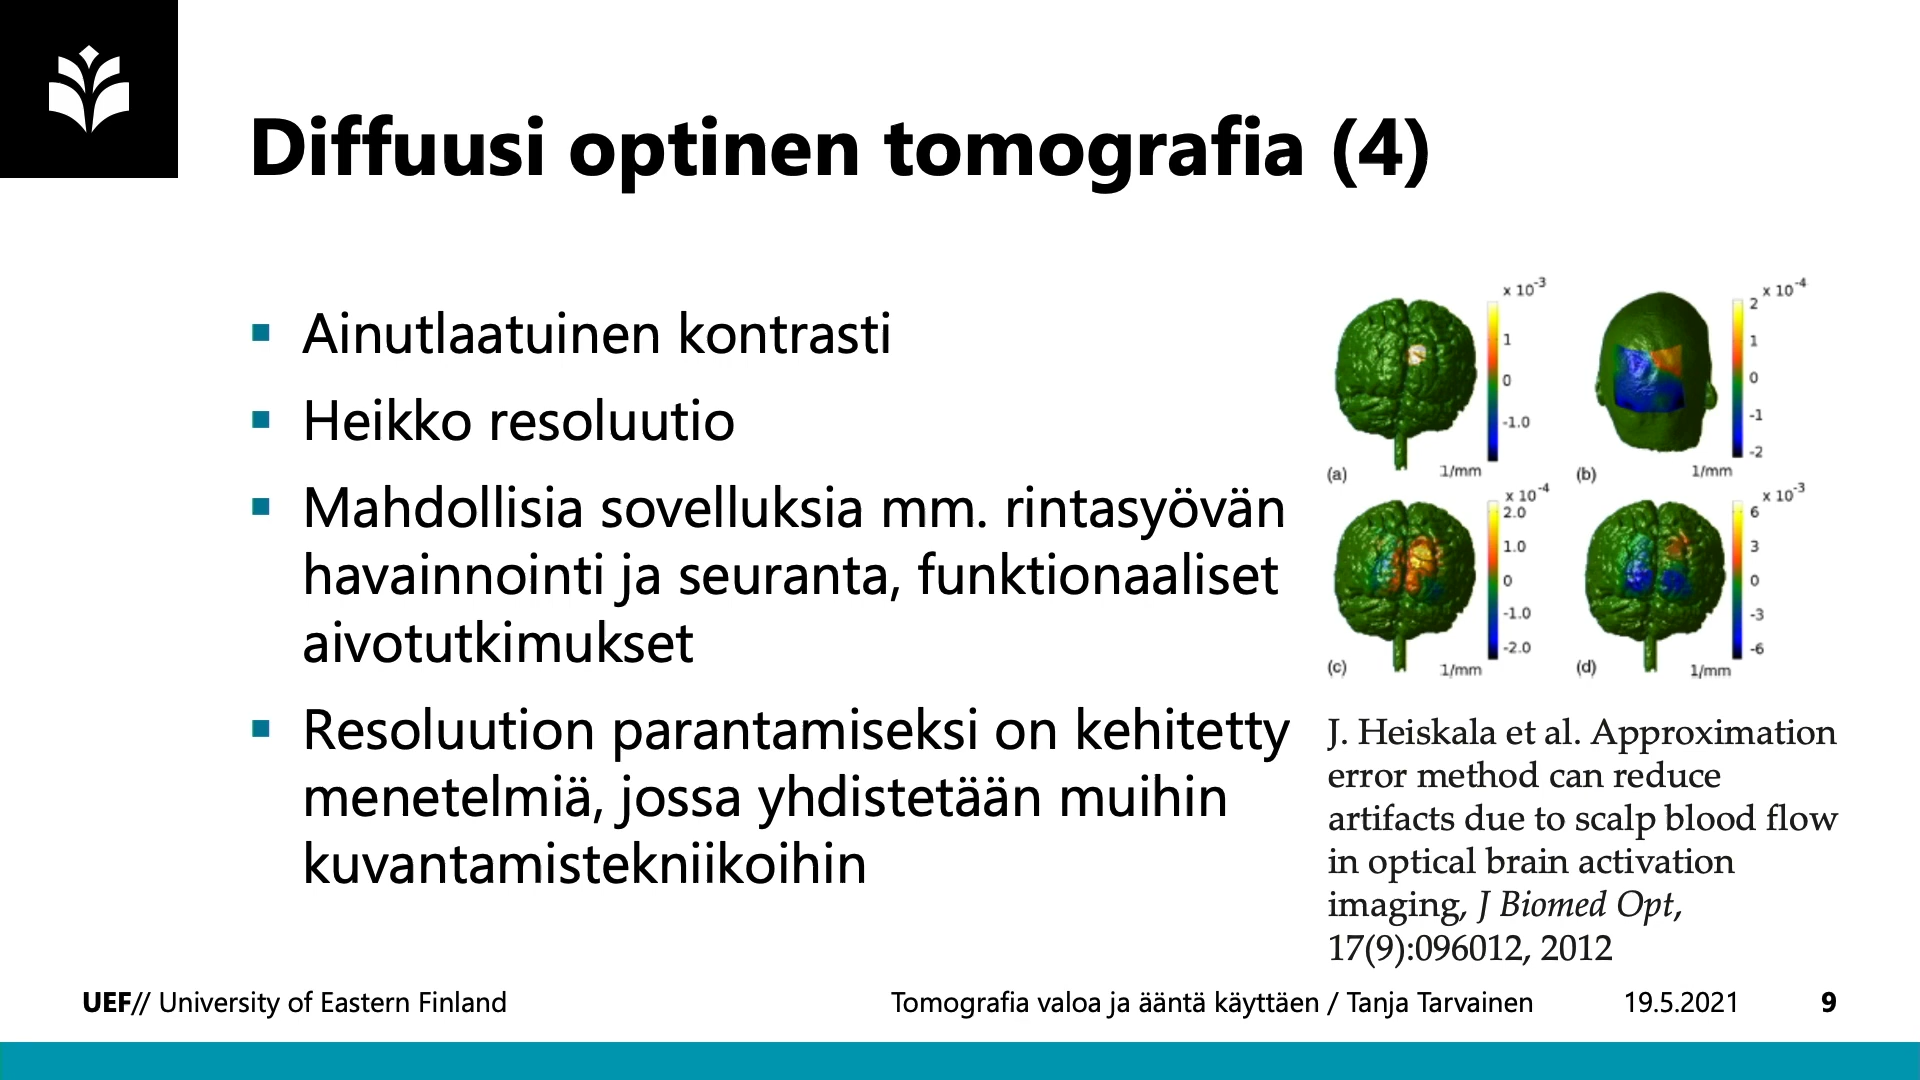 Diffuusi optinen tomografia (4)
▪ Ainutlaatuinen kontrasti
▪ Heikko resoluutio
▪ Mahdollisia sovelluksia mm. rintasyövän
havainnointi ja seuranta, funktionaaliset
aivotutkimukset
▪ Resoluution parantamiseksi on kehitetty
menetelmiä, jossa yhdistetään muihin
kuvantamistekniikoihin
x 10-3
1
0
-1.0
(a)
1/mm
x 10-4
2
1
0
-1
-2
(b)
1/mm
x 10-4
2.0
1.0
0
-1.0
-2.0
(c)
1/mm
x 10-3
6
3
0
-3
-6
(d)
1/mm
J. Heiskala et al. Approximation
error method can reduce
artifacts due to scalp blood flow
in optical brain activation
imaging, J Biomed Opt,
17(9):096012, 2012
UEF// University of Eastern Finland
Tomografia valoa ja ääntä käyttäen / Tanja Tarvainen
19.5.2021
9